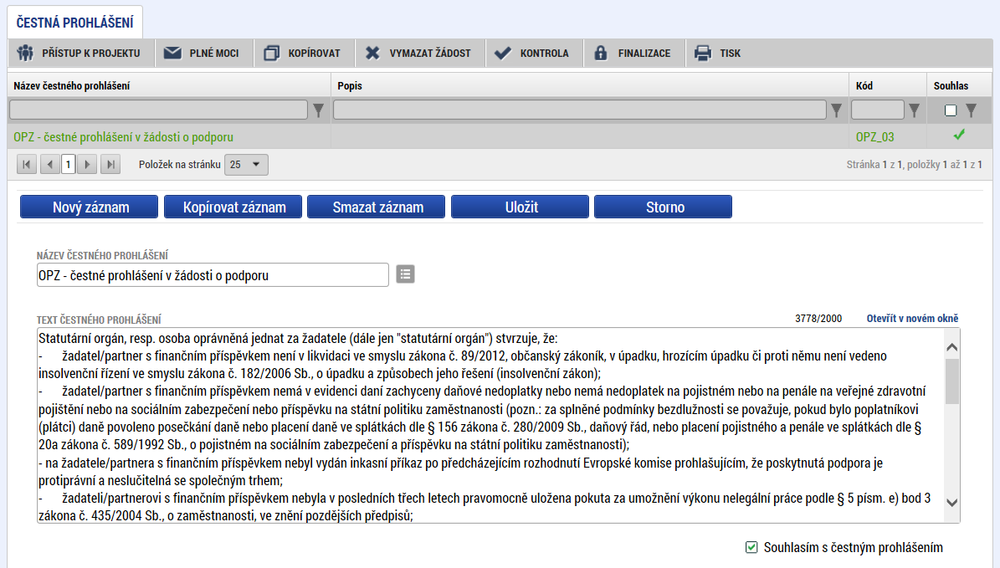 ČESTNÁ PROHLÁŠENÍ
PŘÍSTUP K PROJEKTU PLNÉ MOCI KOPÍROVAT VYMAZAT ŽÁDOST KONTROLA FINALIZACE TISK
Název čestného prohlášení Popis Kód Souhlas
OPZ - čestné prohlášení v žádosti o podporu OPZ_03
1 Položek na stránku 25 Stránka 1 z 1, položky 1 až 1 z 1
Nový záznam Kopírovat záznam Smazat záznam Uložit Storno
NÁZEV ČESTNÉHO PROHLÁŠENÍ
OPZ - čestné prohlášení v žádosti o podporu
TEXT ČESTNÉHO PROHLÁŠENÍ 3778/2000 Otevřít v novém okně
Statutární orgán, resp. osoba oprávněná jednat za žadatele (dále jen "statutární orgán") stvrzuje, že:
- žadatel/partner s finančním příspěvkem není v likvidaci ve smyslu zákona č. 89/2012, občanský zákoník, v úpadku, hrozícím úpadku či proti němu není vedeno
insolvenční řízení ve smyslu zákona č. 182/2006 Sb., o úpadku a způsobech jeho řešení (insolvenční zákon);
- žadatel/partner s finančním příspěvkem nemá v evidenci daní zachyceny daňové nedoplatky nebo nemá nedoplatek na pojistném nebo na penále na veřejné zdravotní
pojištění nebo na sociálním zabezpečení nebo příspěvku na státní politiku zaměstnanosti (pozn.: za splněné podmínky bezdlužnosti se považuje, pokud bylo poplatníkovi
(plátci) daně povoleno posečkání daně nebo placení daně ve splátkách dle § 156 zákona č. 280/2009 Sb., daňový řád, nebo placení pojistného a penále ve splátkách dle §
20a zákona č. 589/1992 Sb., o pojistném na sociálním zabezpečení a příspěvku na státní politiku zaměstnanosti);
- na žadatele/partnera s finančním příspěvkem nebyl vydán inkasní příkaz po předcházejícím rozhodnutí Evropské komise prohlašujícím, že poskytnutá podpora je
protiprávní a neslučitelná se společným trhem;
- žadateli/partnerovi s finančním příspěvkem nebyla v posledních třech letech pravomocně uložena pokuta za umožnění výkonu nelegální práce podle § 5 písm. e) bod 3
zákona č. 435/2004 Sb., o zaměstnanosti, ve znění pozdějších předpisů;
Souhlasím s čestným prohlášením